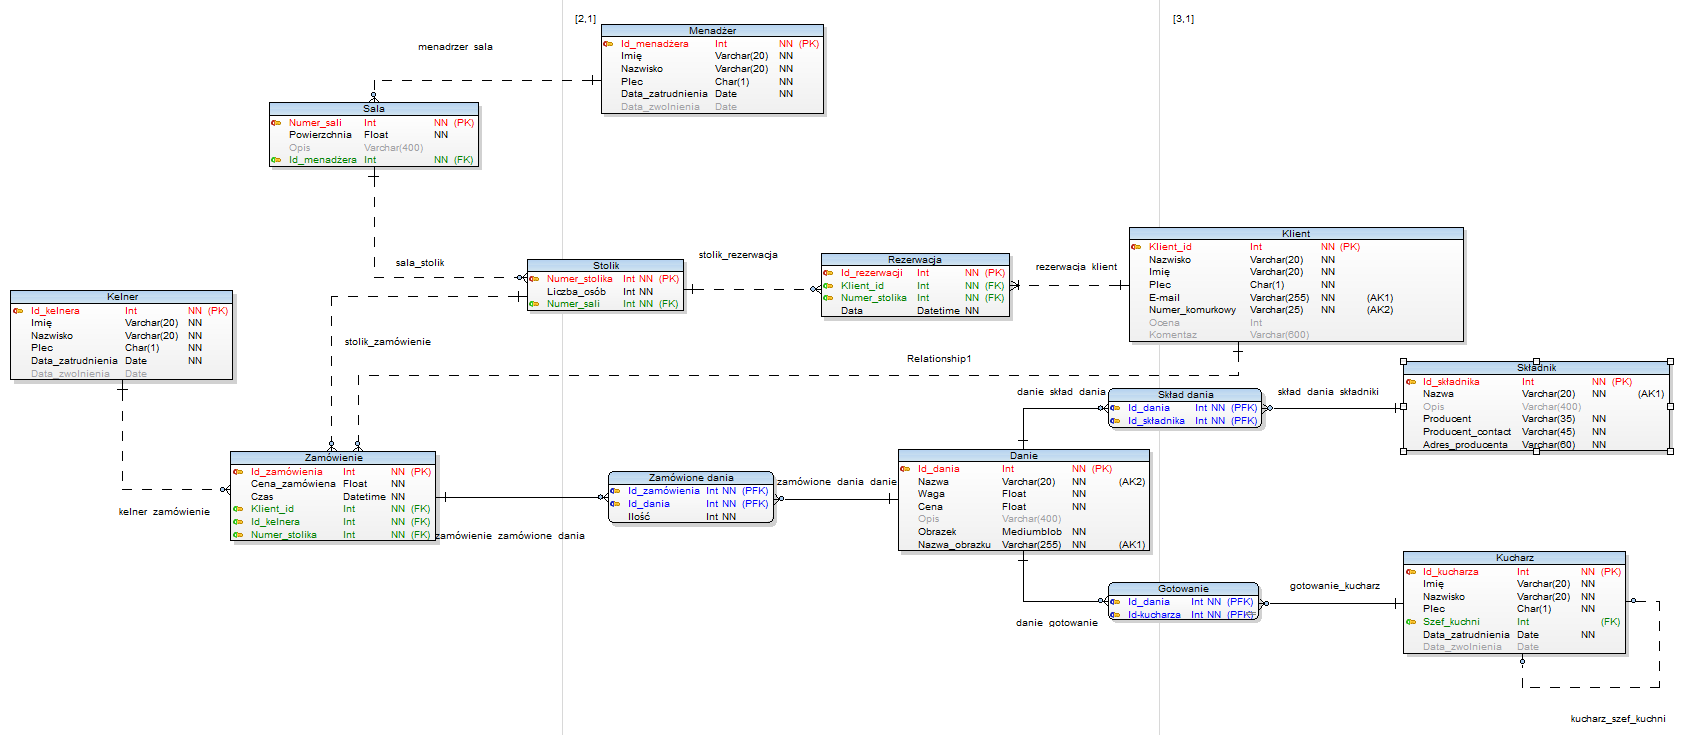 [2,1]
[3,1]
Menadżer
Id_menadżera Int NN (PK)
Imię Varchar(20) NN
Nazwisko Varchar(20) NN
Plec Char(1) NN
Data_zatrudnienia Date NN
Data_zwolnienia Date
menadrzer sala
Sala
Numer_sali Int NN (PK)
Powierzchnia Float NN
Opis Varchar(400)
Id_menadżera Int NN (FK)
sala_stolik
Stolik
Numer_stolika Int NN (PK)
Liczba_osób Int NN
Numer_sali Int NN (FK)
stolik_rezerwacja
Rezerwacja
Id_rezerwacji Int NN (PK)
Klient_id Int NN (FK)
Numer_stolika Int NN (FK)
Data Datetime NN
rezerwacja klient
Klient
Klient_id Int NN (PK)
Nazwisko Varchar(20) NN
Imię Varchar(20) NN
Plec Char(1) NN
E-mail Varchar(255) NN (AK1)
Numer_komurkowy Varchar(25) NN (AK2)
Ocena Int
Komentaz Varchar(600)
Kelner
Id_kelnera Int NN (PK)
Imię Varchar(20) NN
Nazwisko Varchar(20) NN
Plec Char(1) NN
Data_zatrudnienia Date NN
Data_zwolnienia Date
stolik_zamówienie
Relationship1
kelner zamówienie
Zamówienie
Id_zamówienia Int NN (PK)
Cena_zamówiena Float NN
Czas Datetime NN
Klient_id Int NN (FK)
Id_kelnera Int NN (FK)
Numer_stolika Int NN (FK)
zamówienie zamówione dania
Zamówione dania
Id_zamówienia Int NN (PFK)
Id_dania Int NN (PFK)
Ilość Int NN
zamówione dania danie
Danie
Id_dania Int NN (PK)
Nazwa Varchar(20) NN (AK2)
Waga Float NN
Cena Float NN
Opis Varchar(400)
Obrazek Mediumblob NN
Nazwa_obrazku Varchar(255) NN (AK1)
danie skład dania
Skład dania
Id_dania Int NN (PFK)
Id_składnika Int NN (PFK)
skład dania składniki
Składnik
Id_składnika Int NN (PK)
Nazwa Varchar(20) NN (AK1)
Opis Varchar(400)
Producent Varchar(35) NN
Producent_contact Varchar(45) NN
Adres_producenta Varchar(60) NN
danie gotowanie
Gotowanie
Id_dania Int NN (PFK)
Id-kucharza Int NN (PFK)
gotowanie_kucharz
Kucharz
Id_kucharza Int NN (PK)
Imię Varchar(20) NN
Nazwisko Varchar(20) NN
Plec Char(1) NN
Szef_kuchni Int (FK)
Data_zatrudnienia Date NN
Data_zwolnienia Date
kucharz_szef_kuchni